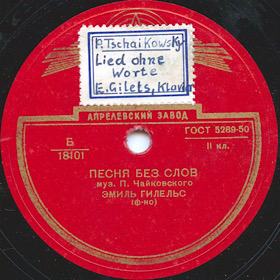 P. Tschaikowsky
Lied ohne
Worte
E. Gilels, Klavier
АПРЕЛЕВСКИЙ ЗАВОД
Б
18101
ГОСТ 5289-50
II кл.
ПЕСНЯ БЕЗ СЛОВ
муз. П. Чайковского
ЭМИЛЬ ГИЛЕЛЬС
(ф-но)